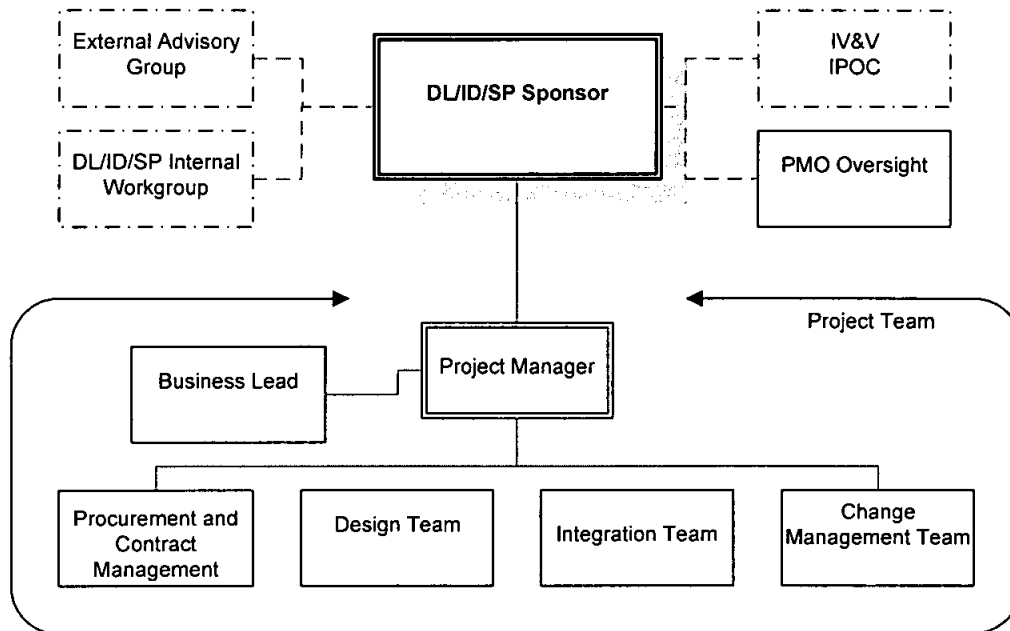 External Advisory
Group
DL/ID/SP Sponsor
IV&V
IPOC
DL/ID/SP Internal
Workgroup
PMO Oversight
Project Team
Business Lead
Project Manager
Procurement and
Contract
Management
Design Team
Integration Team
Change
Management Team